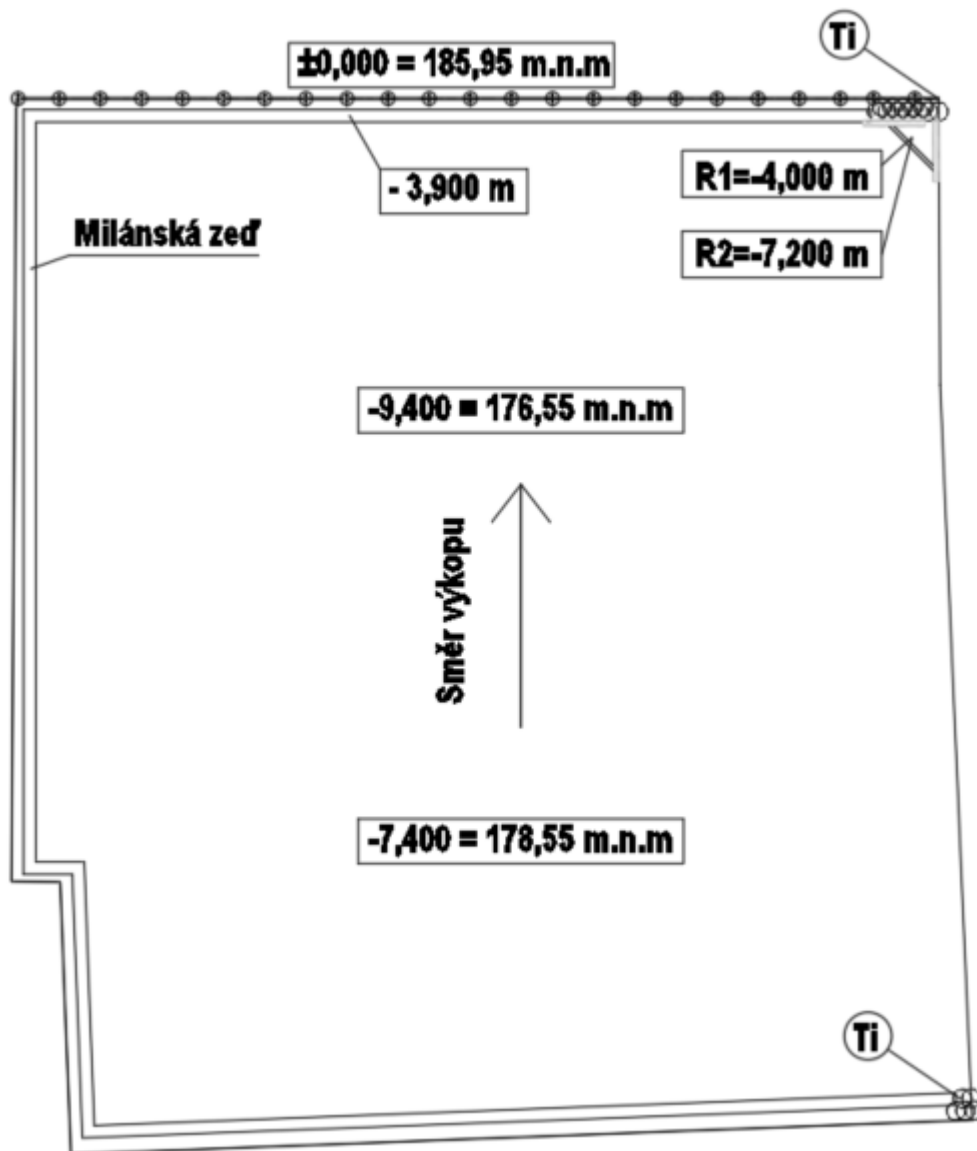 Ti
±0,000 = 185,95 m.n.m
R1=-4,000 m
- 3,900 m
Milánská zeď
R2=-7,200 m
-9,400 = 176,55 m.n.m
Směr výkopu
-7,400 = 178,55 m.n.m
Ti